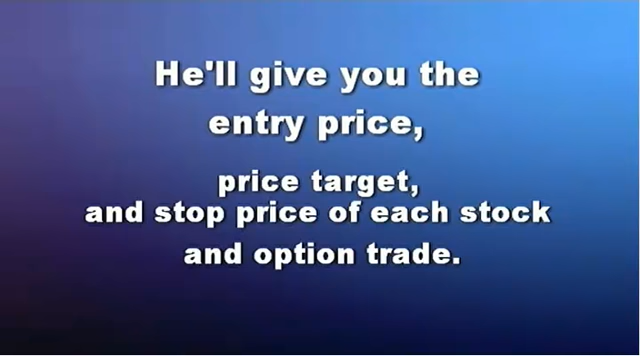 He'll give you the
entry price,
price target,
and stop price of each stock
and option trade.